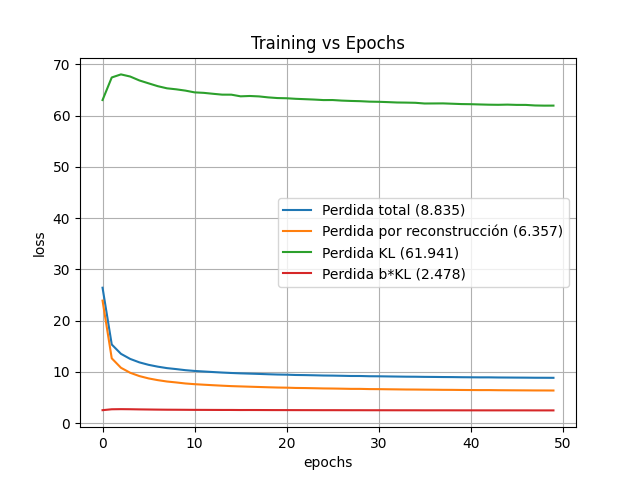 Training vs Epochs
70
60
50
40
30
20
10
0
loss
Perdida total (8.835)
Perdida por reconstrucción (6.357)
Perdida KL (61.941)
Perdida b*KL (2.478)
0 10 20 30 40 50
epochs